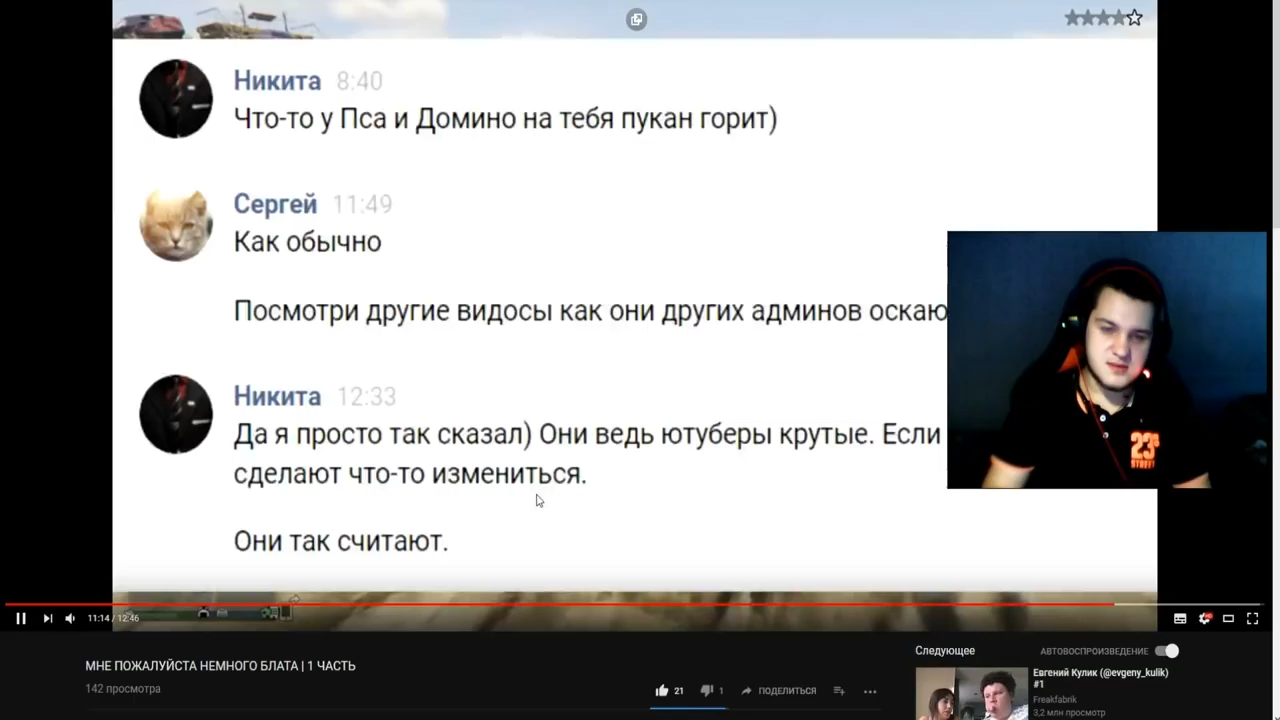 Никита 8:40
Что-то у Пса и Домино на тебя пукан горит)
Сергей 11:49
Как обычно
Посмотри другие видосы как они других админов оскаю
Никита 12:33
Да я просто так сказал) Они ведь ютуберы крутые. Если
сделают что-то измениться.
Они так считают.
23
STREET
11:14 / 12:46
МНЕ ПОЖАЛУЙСТА НЕМНОГО БЛАТА | 1 ЧАСТЬ
142 просмотра
21
1
ПОДЕЛИТЬСЯ
Следующее
АВТОВОСПРОИЗВЕДЕНИЕ
Евгений Кулик (@evgeny_kulik)
#1
Freakfabrik
3,2 млн просмотр